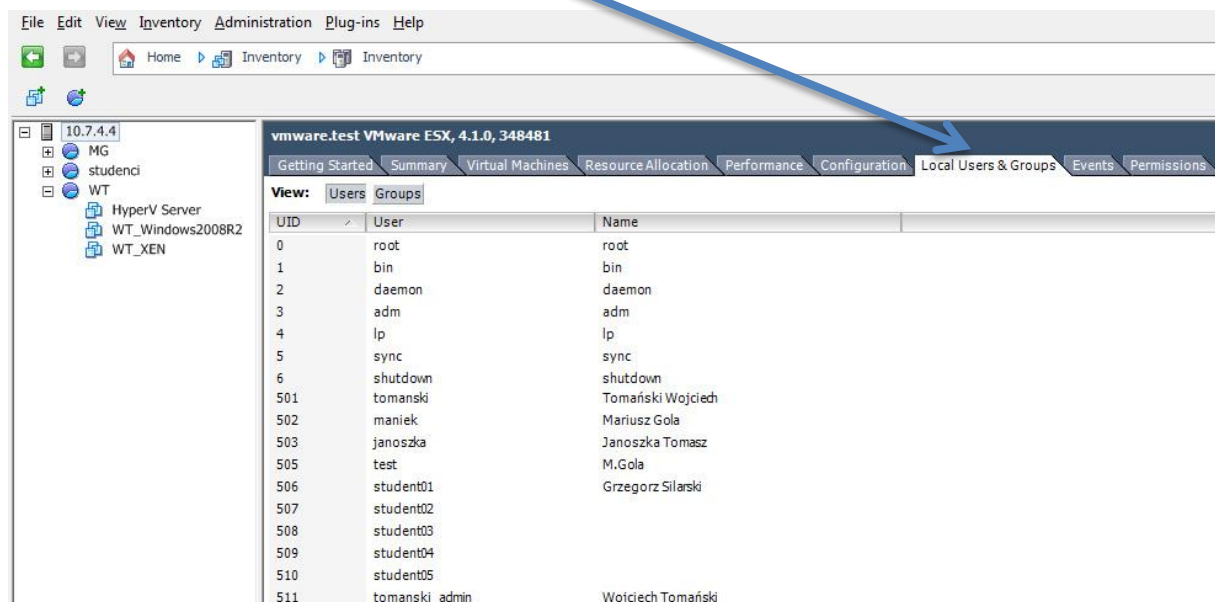 File Edit View Inventory Administration Plug-ins Help
Home Inventory Inventory
10.7.4.4
MG
studenci
WT
HyperV Server
WT_Windows2008R2
WT_XEN
vmware.test VMware ESX, 4.1.0, 348481
Getting Started Summary Virtual Machines Resource Allocation Performance Configuration Local Users & Groups Events Permissions
View: Users Groups
UID User Name
0 root root
1 bin bin
2 daemon daemon
3 adm adm
4 lp lp
5 sync sync
6 shutdown shutdown
501 tomanski Tomański Wojciech
502 maniek Mariusz Gola
503 janoszka Janoszka Tomasz
505 test M.Gola
506 student01 Grzegorz Silarski
507 student02
508 student03
509 student04
510 student05
511 tomanski_admin Wojciech Tomański